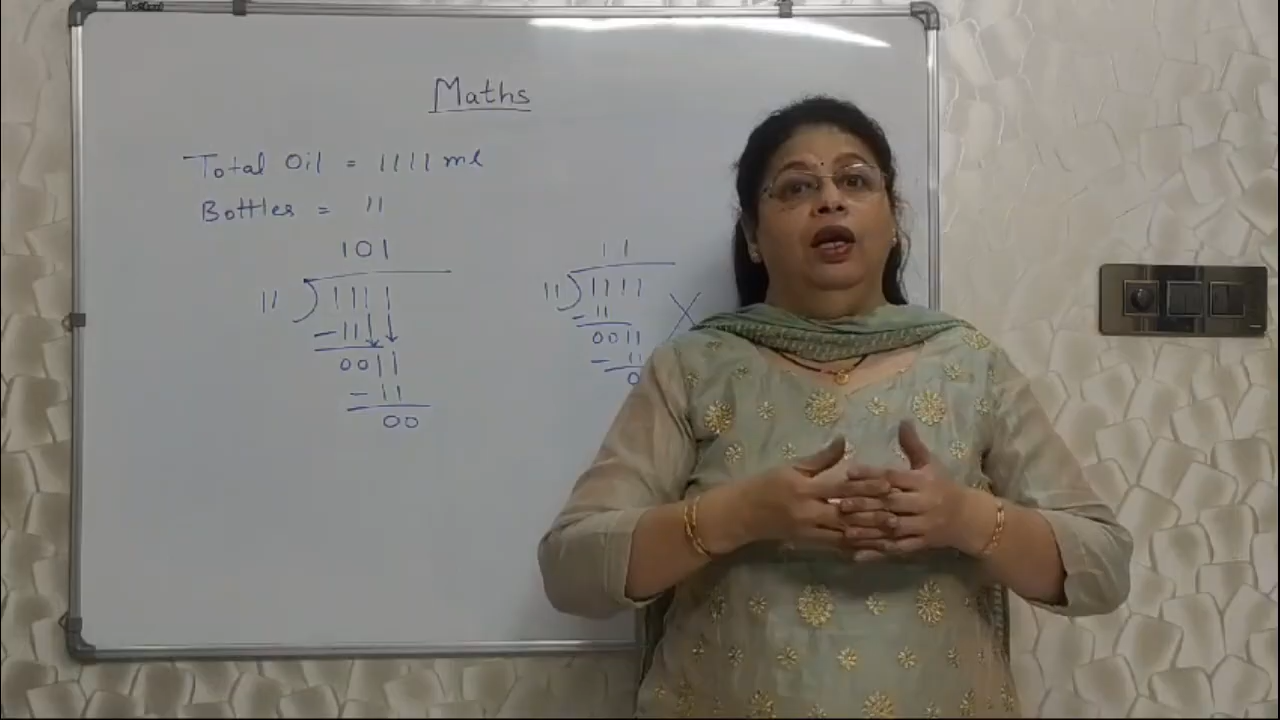 Maths
Total Oil = 1111 ml
Bottles = 11
101
11 ) 1111
- 11
0011
- 11
00
11
11 ) 1111
- 11
0011
- 11
0